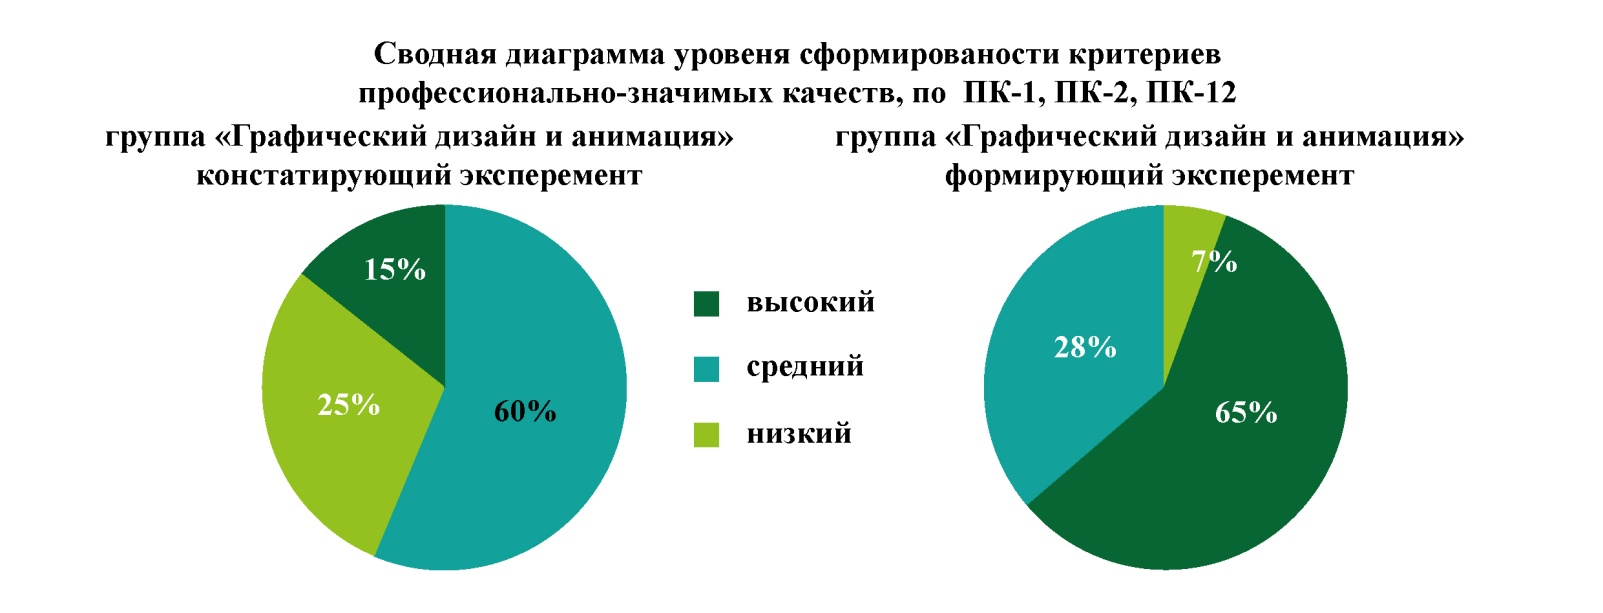 Сводная диаграмма уровеня сформированости критериев
профессионально-значимых качеств, по ПК-1, ПК-2, ПК-12
группа «Графический дизайн и анимация»
констатирующий эксперемент
группа «Графический дизайн и анимация»
формирующий эксперемент
15%
25%
60%
высокий
средний
низкий
7%
28%
65%